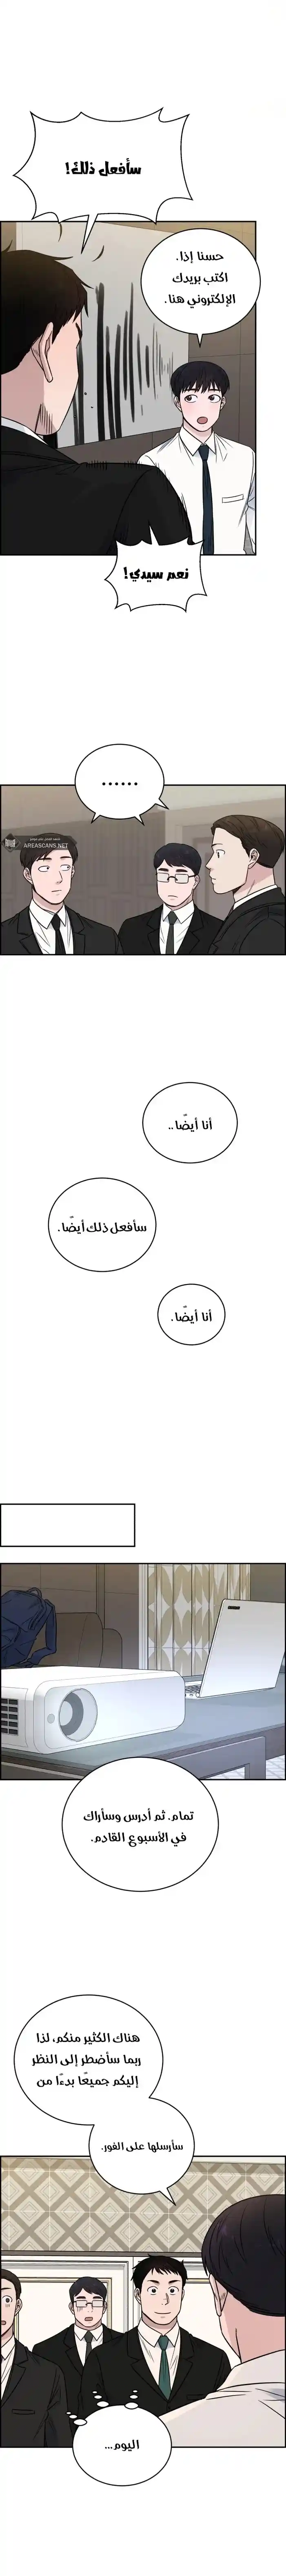 سأفعل ذلك!
حسنا إذا.
اكتب بريدك
الإلكتروني هنا.
نعم سيدي!
......
AREASCANS.NET
أنا أيضًا..
سأفعل ذلك أيضًا.
أنا أيضًا.
تمام. ثم أدرس وسأراك
في الأسبوع القادم.
هناك الكثير منكم، لذا
ربما سأضطر إلى النظر
إليكم جميعًا بدءًا من
سأرسلها على الفور.
اليوم...